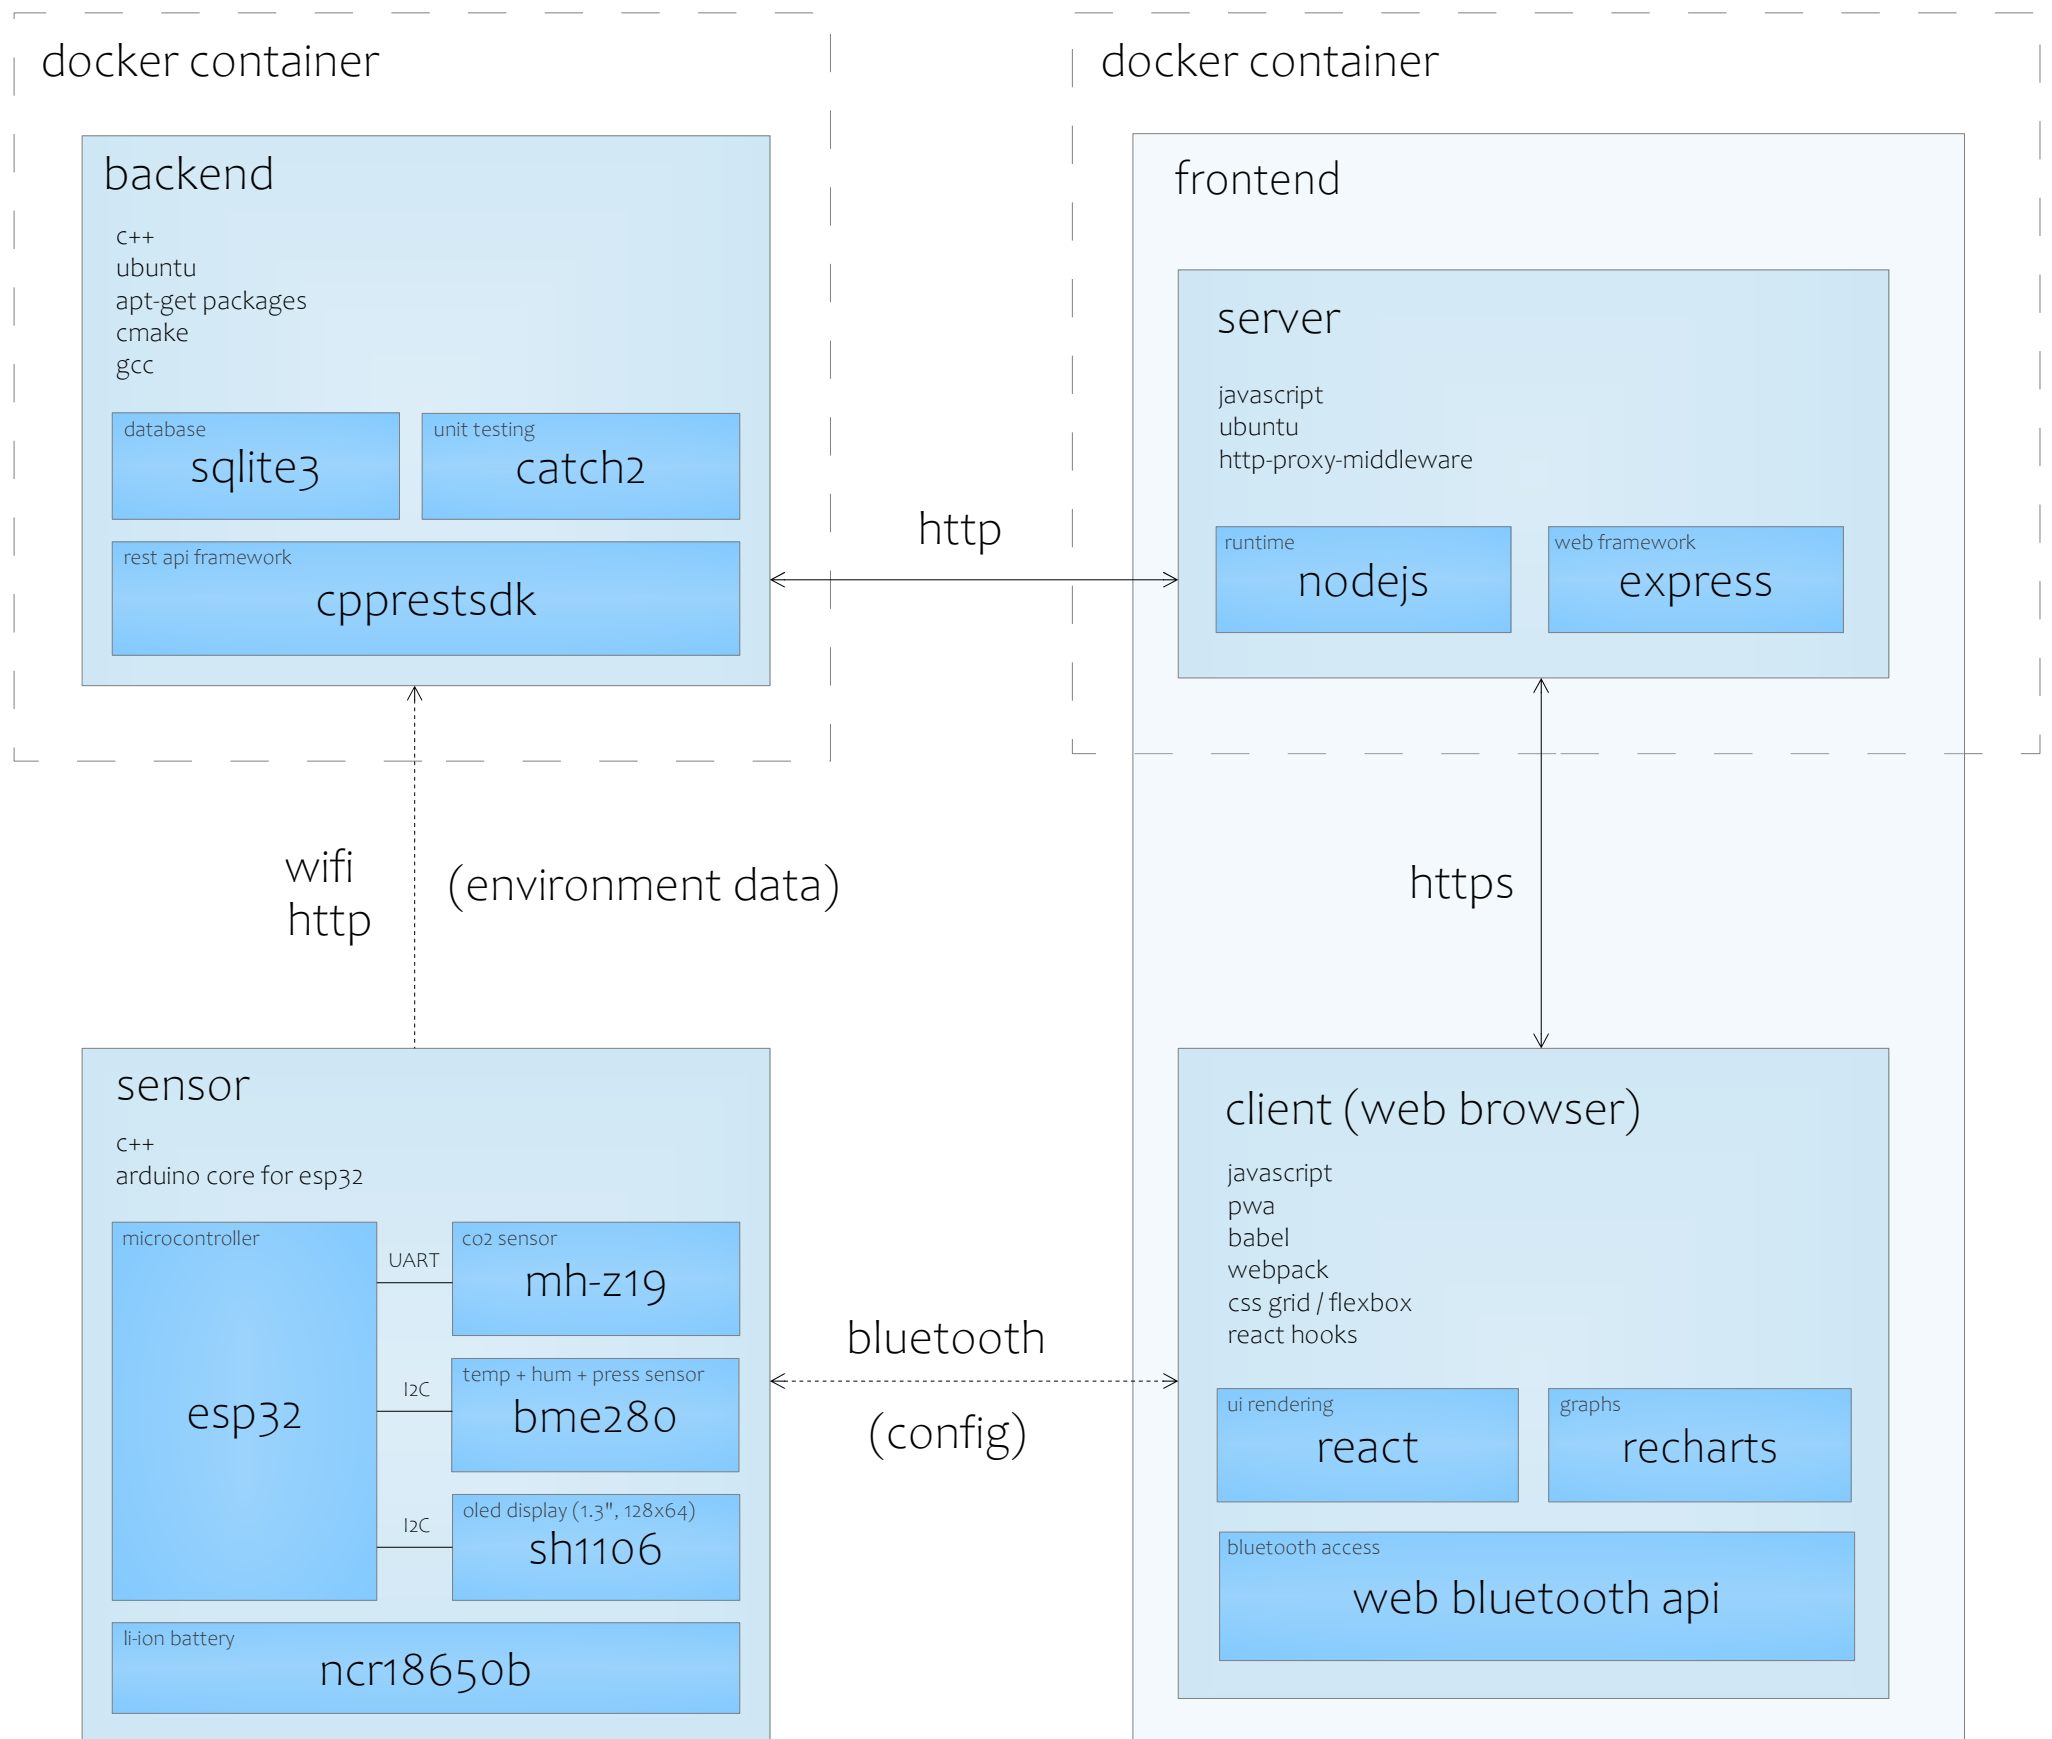 docker container
backend
c++
ubuntu
apt-get packages
cmake
gcc
database
sqlite3
unit testing
catch2
rest api framework
cpprestsdk
http
docker container
frontend
server
javascript
ubuntu
http-proxy-middleware
runtime
nodejs
web framework
express
wifi
http
(environment data)
https
sensor
c++
arduino core for esp32
microcontroller
esp32
UART
co2 sensor
mh-z19
I2C
temp + hum + press sensor
bme280
I2C
oled display (1.3", 128x64)
sh1106
li-ion battery
ncr18650b
bluetooth
(config)
client (web browser)
javascript
pwa
babel
webpack
css grid / flexbox
react hooks
ui rendering
react
graphs
recharts
bluetooth access
web bluetooth api